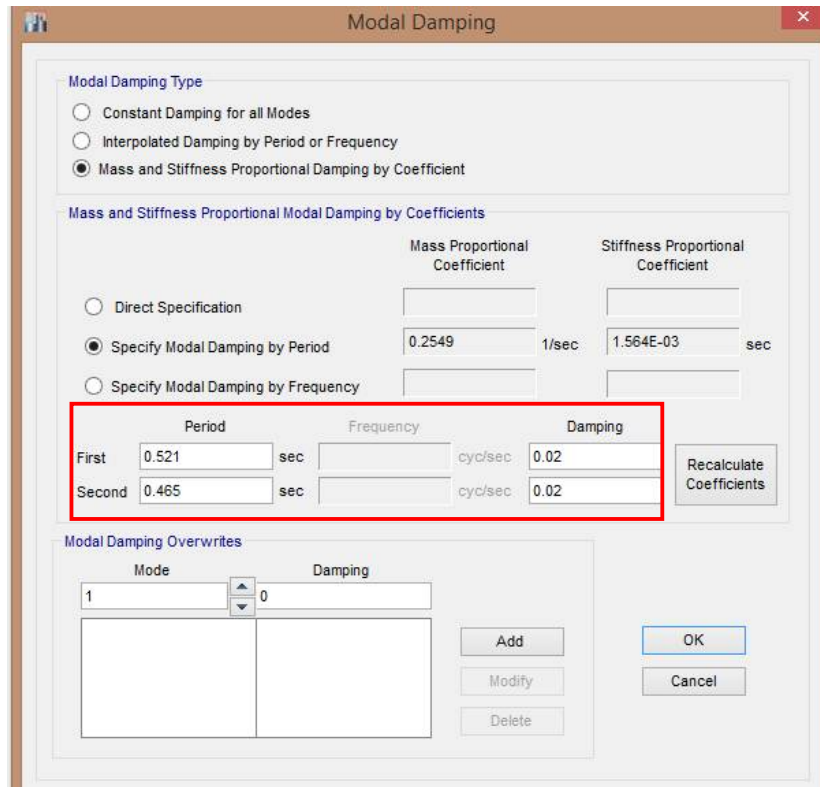 Modal Damping
Modal Damping Type
Constant Damping for all Modes
Interpolated Damping by Period or Frequency
Mass and Stiffness Proportional Damping by Coefficient
Mass and Stiffness Proportional Modal Damping by Coefficients
Mass Proportional Coefficient
Stiffness Proportional Coefficient
Direct Specification
Specify Modal Damping by Period 0.2549 1/sec 1.564E-03 sec
Specify Modal Damping by Frequency
Period Frequency Damping
First 0.521 sec cyc/sec 0.02
Second 0.465 sec cyc/sec 0.02
Recalculate Coefficients
Modal Damping Overwrites
Mode Damping
1 0
Add
Modify
Delete
OK
Cancel